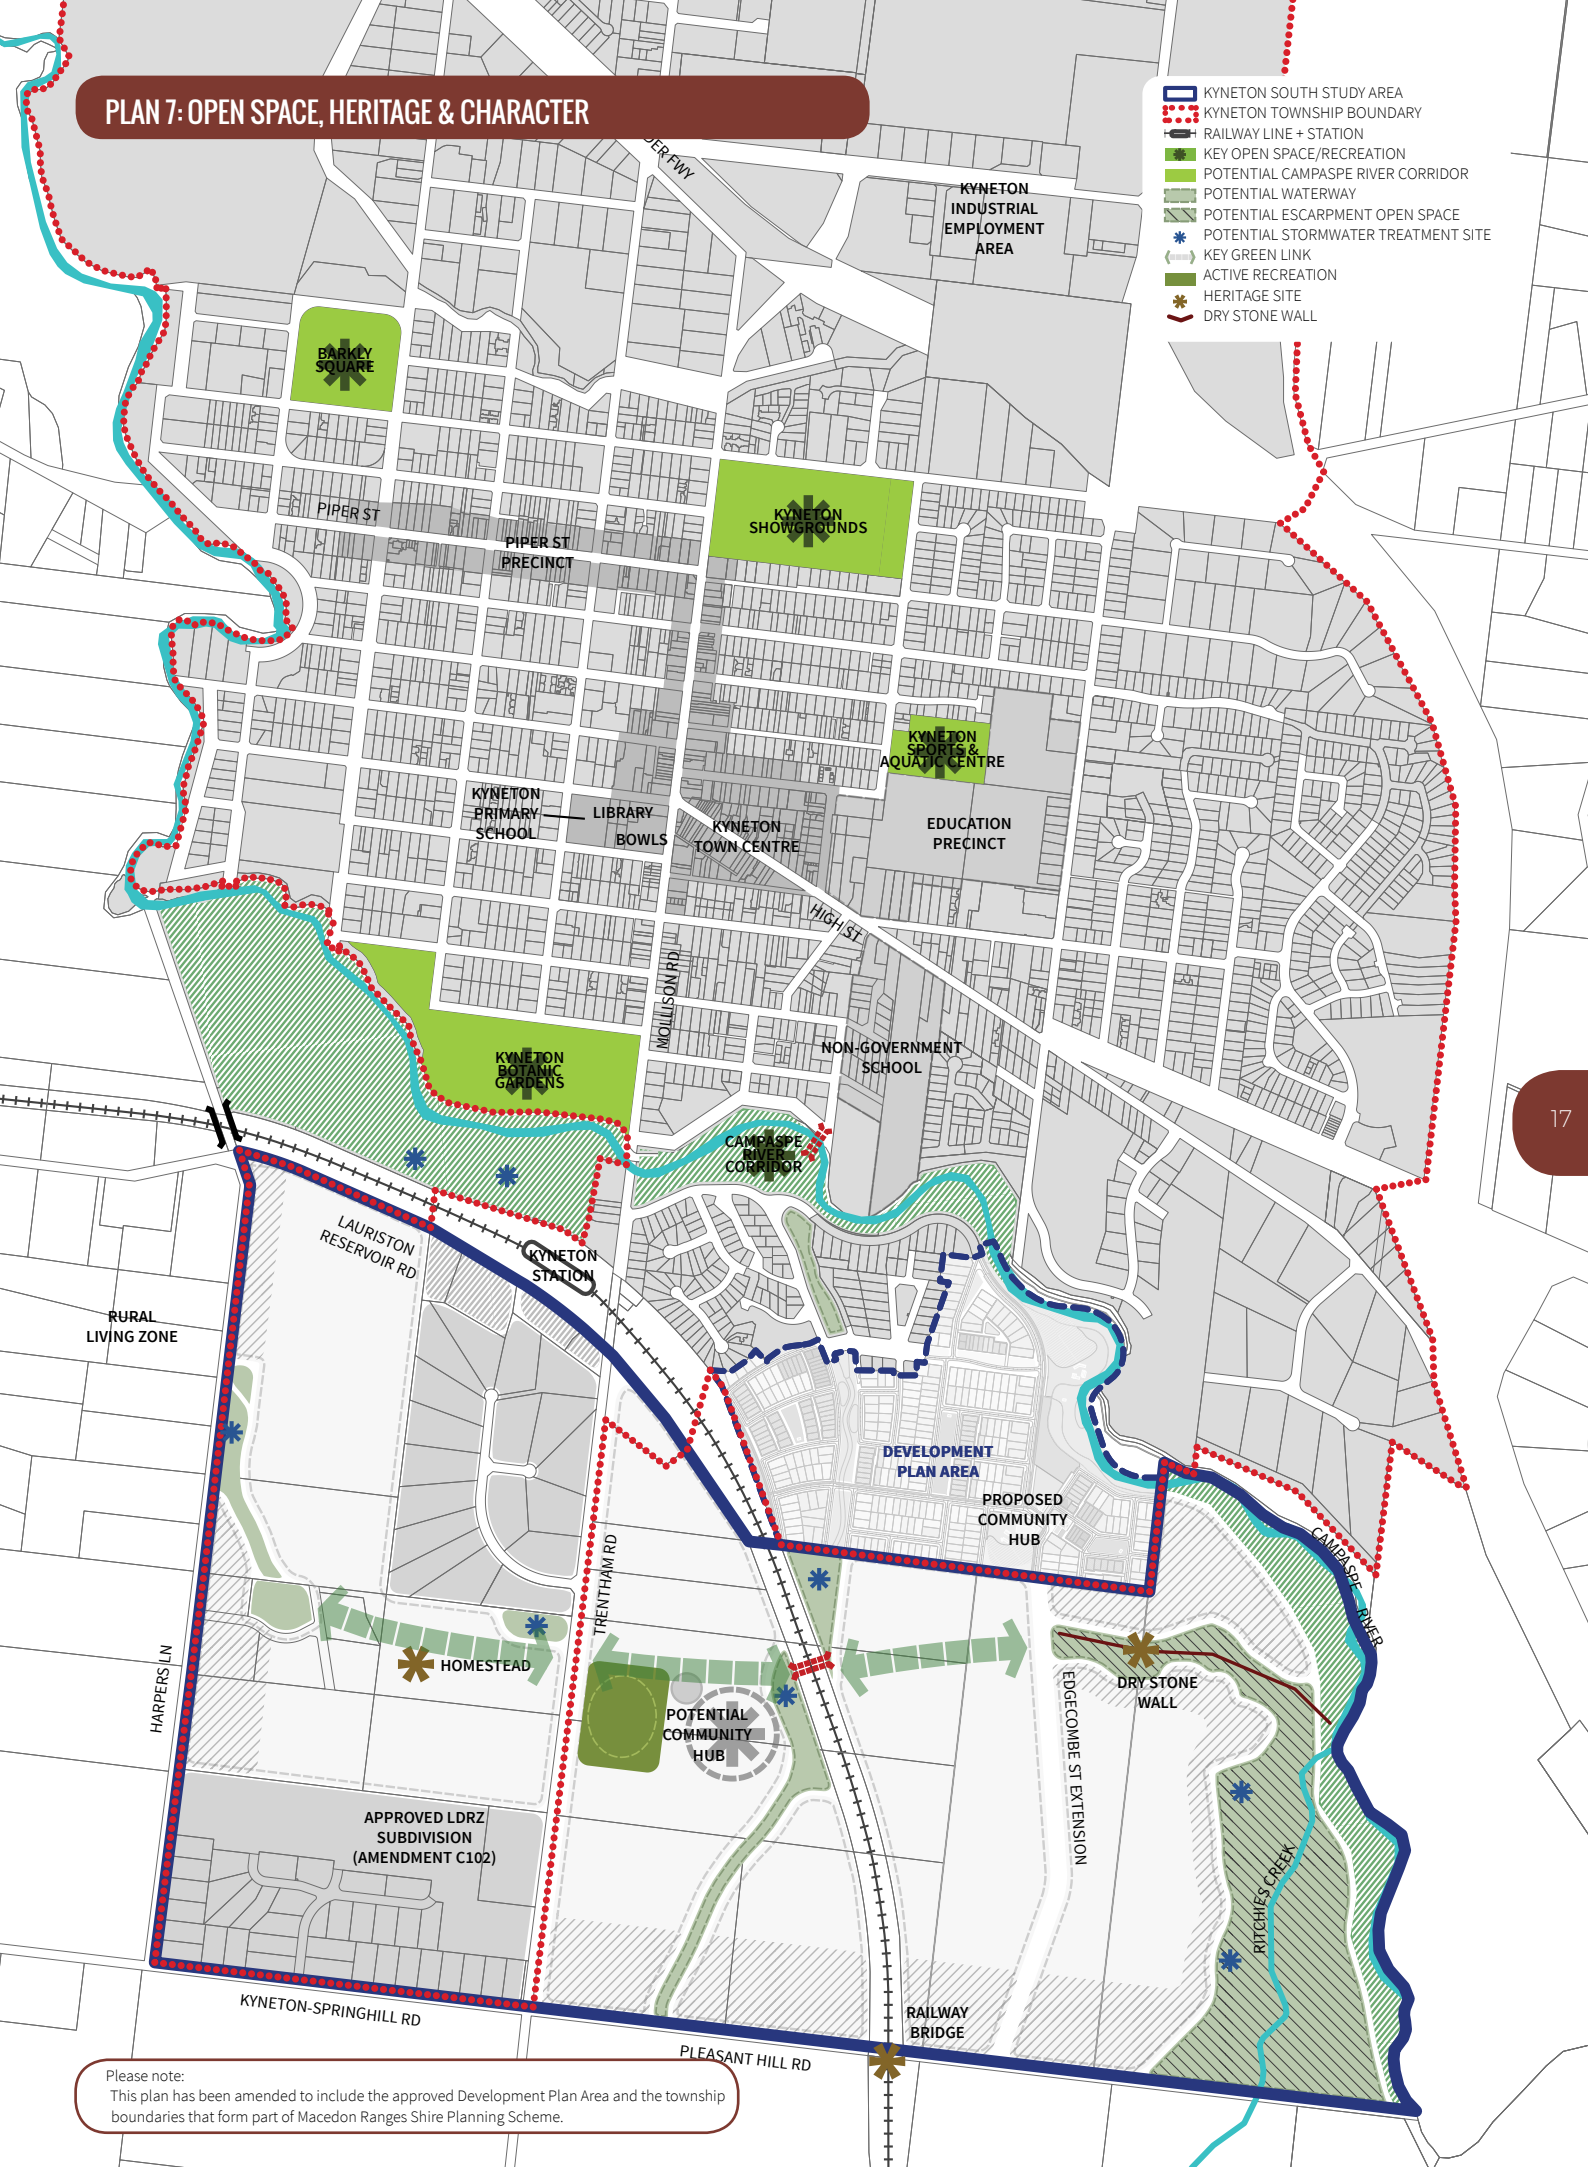 PLAN 7: OPEN SPACE, HERITAGE & CHARACTER
KYNETON SOUTH STUDY AREA
KYNETON TOWNSHIP BOUNDARY
RAILWAY LINE + STATION
KEY OPEN SPACE/RECREATION
POTENTIAL CAMPASPE RIVER CORRIDOR
POTENTIAL WATERWAY
POTENTIAL ESCARPMENT OPEN SPACE
POTENTIAL STORMWATER TREATMENT SITE
KEY GREEN LINK
ACTIVE RECREATION
HERITAGE SITE
DRY STONE WALL
DER FWY
KYNETON
INDUSTRIAL
EMPLOYMENT
AREA
BARKLY
SQUARE
KYNETON
SHOWGROUNDS
PIPER ST
PIPER ST
PRECINCT
KYNETON
SPORTS &
AQUATIC CENTRE
KYNETON
PRIMARY
SCHOOL
LIBRARY
BOWLS
KYNETON
TOWN CENTRE
EDUCATION
PRECINCT
HIGH ST
MOLLISON RD
NON-GOVERNMENT
SCHOOL
KYNETON
BOTANIC
GARDENS
17
CAMPASPE
RIVER
CORRIDOR
LAURISTON
RESERVOIR RD
KYNETON
STATION
RURAL
LIVING ZONE
DEVELOPMENT
PLAN AREA
PROPOSED
COMMUNITY
HUB
CAMPASPE RIVER
TRENTHAM RD
HARPERS LN
HOMESTEAD
DRY STONE
WALL
POTENTIAL
COMMUNITY
HUB
EDGECOMBE ST EXTENSION
APPROVED LDRZ
SUBDIVISION
(AMENDMENT C102)
RITCHIES CREEK
KYNETON-SPRINGHILL RD
RAILWAY
BRIDGE
PLEASANT HILL RD
Please note:
This plan has been amended to include the approved Development Plan Area and the township
boundaries that form part of Macedon Ranges Shire Planning Scheme.